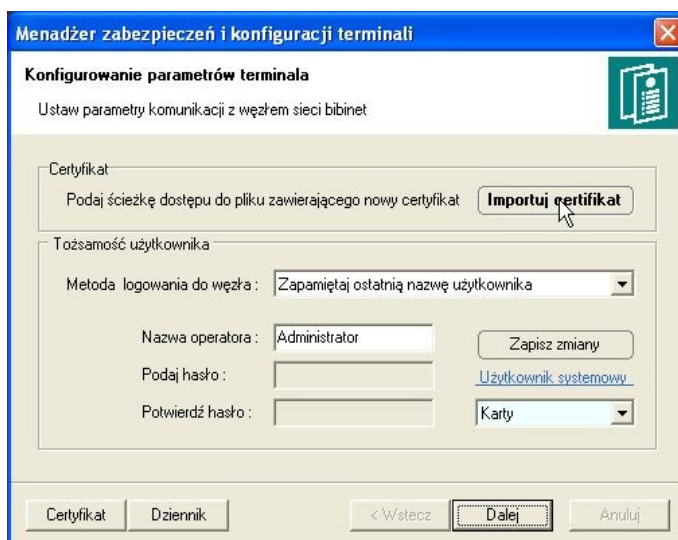 Menadżer zabezpieczeń i konfiguracji terminali
Konfigurowanie parametrów terminala
Ustaw parametry komunikacji z węzłem sieci bibinet
Certyfikat
Podaj ścieżkę dostępu do pliku zawierającego nowy certyfikat
Importuj certifikat
Tożsamość użytkownika
Metoda logowania do węzła :
Zapamiętaj ostatnią nazwę użytkownika
Nazwa operatora :
Administrator
Zapisz zmiany
Podaj hasło :
Użytkownik systemowy
Potwierdź hasło :
Karty
Certyfikat
Dziennik
< Wstecz
Dalej
Anuluj